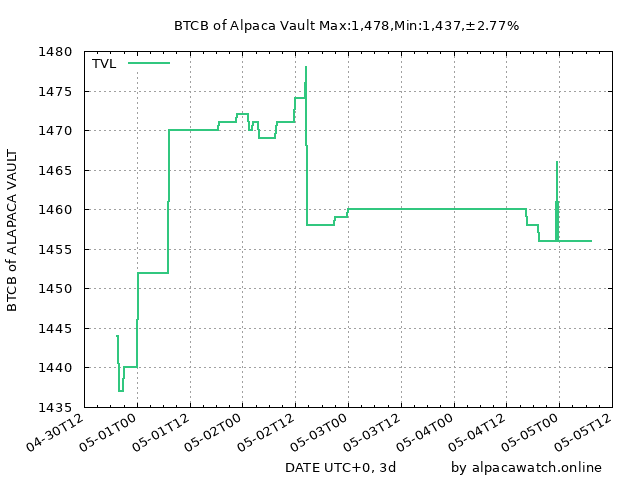 BTCB of Alpaca Vault Max:1,478,Min:1,437,±2.77%
TVL
BTCB of ALAPACA VAULT
1480
1475
1470
1465
1460
1455
1450
1445
1440
1435
04-30T12
05-01T00
05-01T12
05-02T00
05-02T12
05-03T00
05-03T12
05-04T00
05-04T12
05-05T00
05-05T12
DATE UTC+0, 3d
by alpacawatch.online